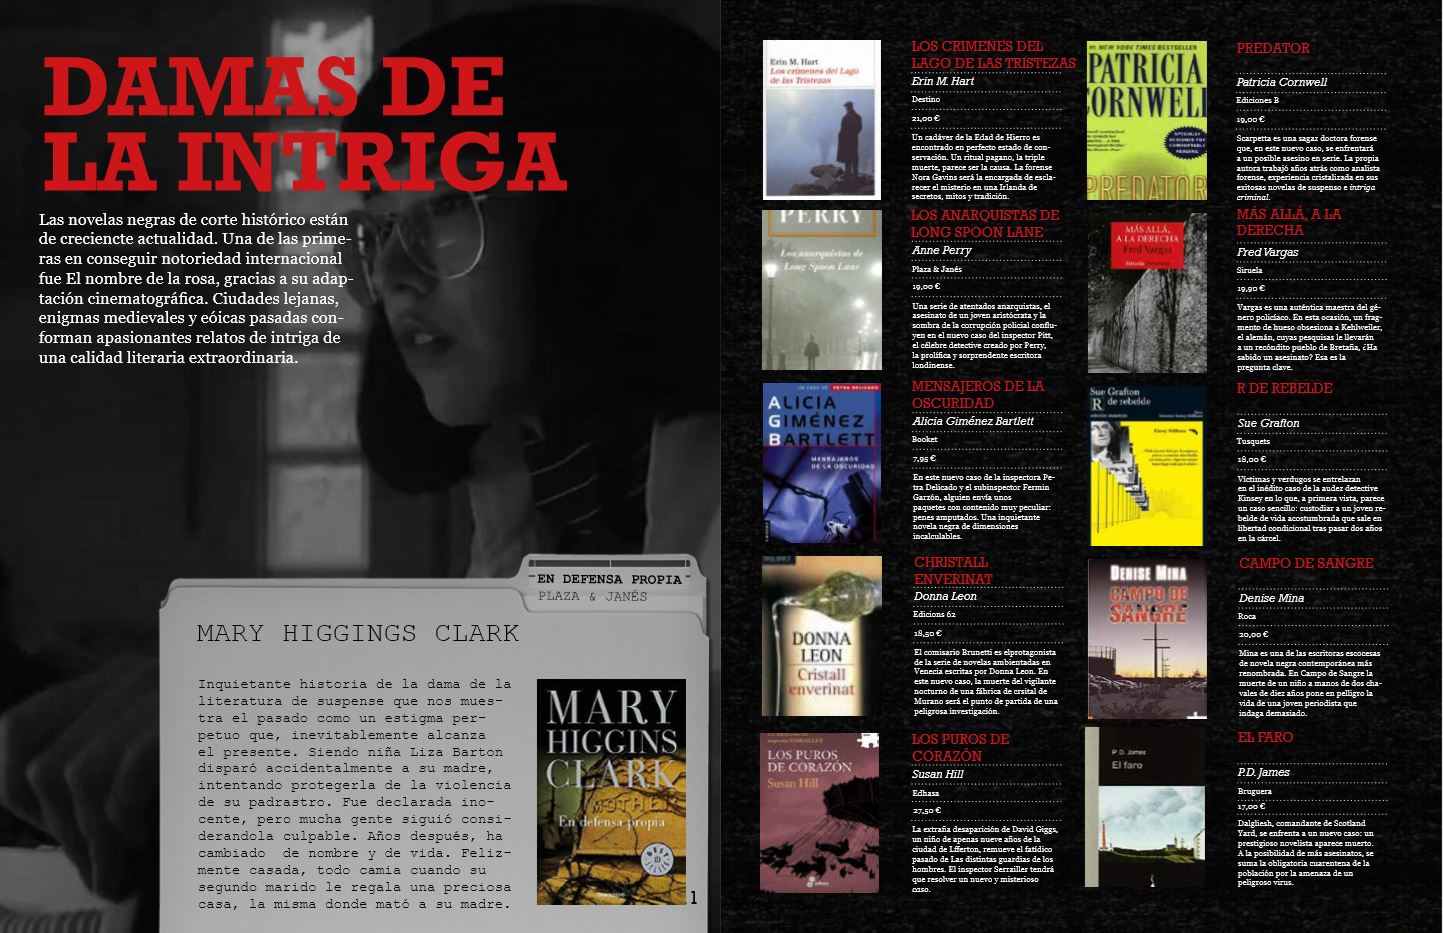 DAMAS DE
LA INTRIGA
Las novelas negras de corte histórico están
de creciencte actualidad. Una de las prime-
ras en conseguir notoriedad internacional
fue El nombre de la rosa, gracias a su adap-
tación cinematográfica. Ciudades lejanas,
enigmas medievales y eóicas pasadas con-
forman apasionantes relatos de intriga de
una calidad literaria extraordinaria.
"EN DEFENSA PROPIA"
PLAZA & JANÉS
MARY HIGGINGS CLARK
Inquietante historia de la dama de la
literatura de suspense que nos mues-
tra el pasado como un estigma per-
petuo que, inevitablemente alcanza
el presente. Siendo niña Liza Barton
disparó accidentalmente a su madre,
intentando protegerla de la violencia
de su padrastro. Fue declarada ino-
cente, pero mucha gente siguió consi-
derandola culpable. Años después, ha
cambiado de nombre y de vida. Feliz-
mente casada, todo camia cuando su
segundo marido le regala una preciosa
casa, la misma donde mató a su madre.
MARY
HIGGINS
CLARK
MOTHER
En defensa propia
1
Erin M. Hart
Los crímenes del Lago
de las Tristezas
LOS CRIMENES DEL
LAGO DE LAS TRISTEZAS
Erin M. Hart
Destino
21,00 €
Un cadáver de la Edad de Hierro es
encontrado en perfecto estado de con-
servación. Un ritual pagano, la triple
muerte, parece ser la causa. La forense
Nora Gavins será la encargada de escla-
recer el misterio en una Irlanda de
secretos, mitos y tradición.
PERRY
Los anarquistas de
Long Spoon Lane
LOS ANARQUISTAS DE
LONG SPOON LANE
Anne Perry
Plaza & Janés
19,00 €
Una serie de atentados anarquistas, el
asesinato de un joven aristócrata y la
sombra de la corrupción policial conflu-
yen en el nuevo caso del inspector Pitt,
el célebre detective creado por Perry,
la prolífica y sorprendente escritora
londinense.
UN CASO DE PETRA DELICADO
ALICIA
GIMÉNEZ
BARTLETT
MENSAJEROS
DE LA OSCURIDAD
MENSAJEROS DE LA
OSCURIDAD
Alicia Giménez Bartlett
Booket
7,95 €
En este nuevo caso de la inspectora Pe-
tra Delicado y el subinspector Fermín
Garzón, alguien envía unos
paquetes con contenido muy peculiar:
penes amputados. Una inquietante
novela negra de dimensiones
incalculables.
DONNA
LEON
Cristall
enverinat
CHRISTALL
ENVERINAT
Donna Leon
Edicions 62
18,50 €
El comisario Brunetti es elprotagonista
de la serie de novelas ambientadas en
Venecia escritas por Donna Leon. En
este nuevo caso, la muerte del vigilante
nocturno de una fábrica de crsital de
Murano será el punto de partida de una
peligrosa investigación.
LOS PUROS
DE CORAZÓN
Susan Hill
edhasa
LOS PUROS DE
CORAZÓN
Susan Hill
Edhasa
27,50 €
La extraña desaparición de David Giggs,
un niño de apenas nueve años de la
ciudad de Lfferton, remueve el fatídico
pasado de Las distintas guardias de los
hombres. El inspector Serrailler tendrá
que resolver un nuevo y misterioso
caso.
#1 NEW YORK TIMES BESTSELLER
PATRICIA
CORNWELL
SPECIALLY
DESIGNED FOR
COMFORTABLE
READING
PREDATOR
PREDATOR
Patricia Cornwell
Ediciones B
19,00 €
Scarpetta es una sagaz doctora forense
que, en este nuevo caso, se enfrentará
a un posible asesino en serie. La propia
autora trabajó años atrás como analista
forense, experiencia cristalizada en sus
exitosas novelas de suspenso e intriga
criminal.
MÁS ALLÁ,
A LA DERECHA
Fred Vargas
Siruela
MÁS ALLÁ, A LA
DERECHA
Fred Vargas
Siruela
19,90 €
Vargas es una auténtica maestra del gé-
nero policíaco. En esta ocasión, un frag-
mento de hueso obsesiona a Kehlweiler,
el alemán, cuyas pesquisas le llevarán
a un recóndito pueblo de Bretaña, ¿Ha
sabido un asesinato? Esa es la
pregunta clave.
Sue Grafton
R de rebelde
R DE REBELDE
Sue Grafton
Tusquets
18,00 €
Víctimas y verdugos se entrelazan
en el inédito caso de la audez detective
Kinsey en lo que, a primera vista, parece
un caso sencillo: custodiar a un joven re-
belde de vida acostumbrada que sale en
libertad condicional tras pasar dos años
en la cárcel.
DENISE MINA
CAMPO DE
SANGRE
CAMPO DE SANGRE
Denise Mina
Roca
20,00 €
Mina es una de las escritoras escocesas
de novela negra contemporánea más
renombrada. En Campo de Sangre la
muerte de un niño a manos de dos cha-
vales de diez años pone en pelligro la
vida de una joven periodista que
indaga demasiado.
P. D. James
El faro
EL FARO
P.D. James
Bruguera
17,00 €
Dalgliesh, comandante de Scotland
Yard, se enfrenta a un nuevo caso: un
prestigioso novelista aparece muerto.
A la posibilidad de más asesinatos, se
suma la obligatoria cuarentena de la
población por la amenaza de un
peligroso virus.